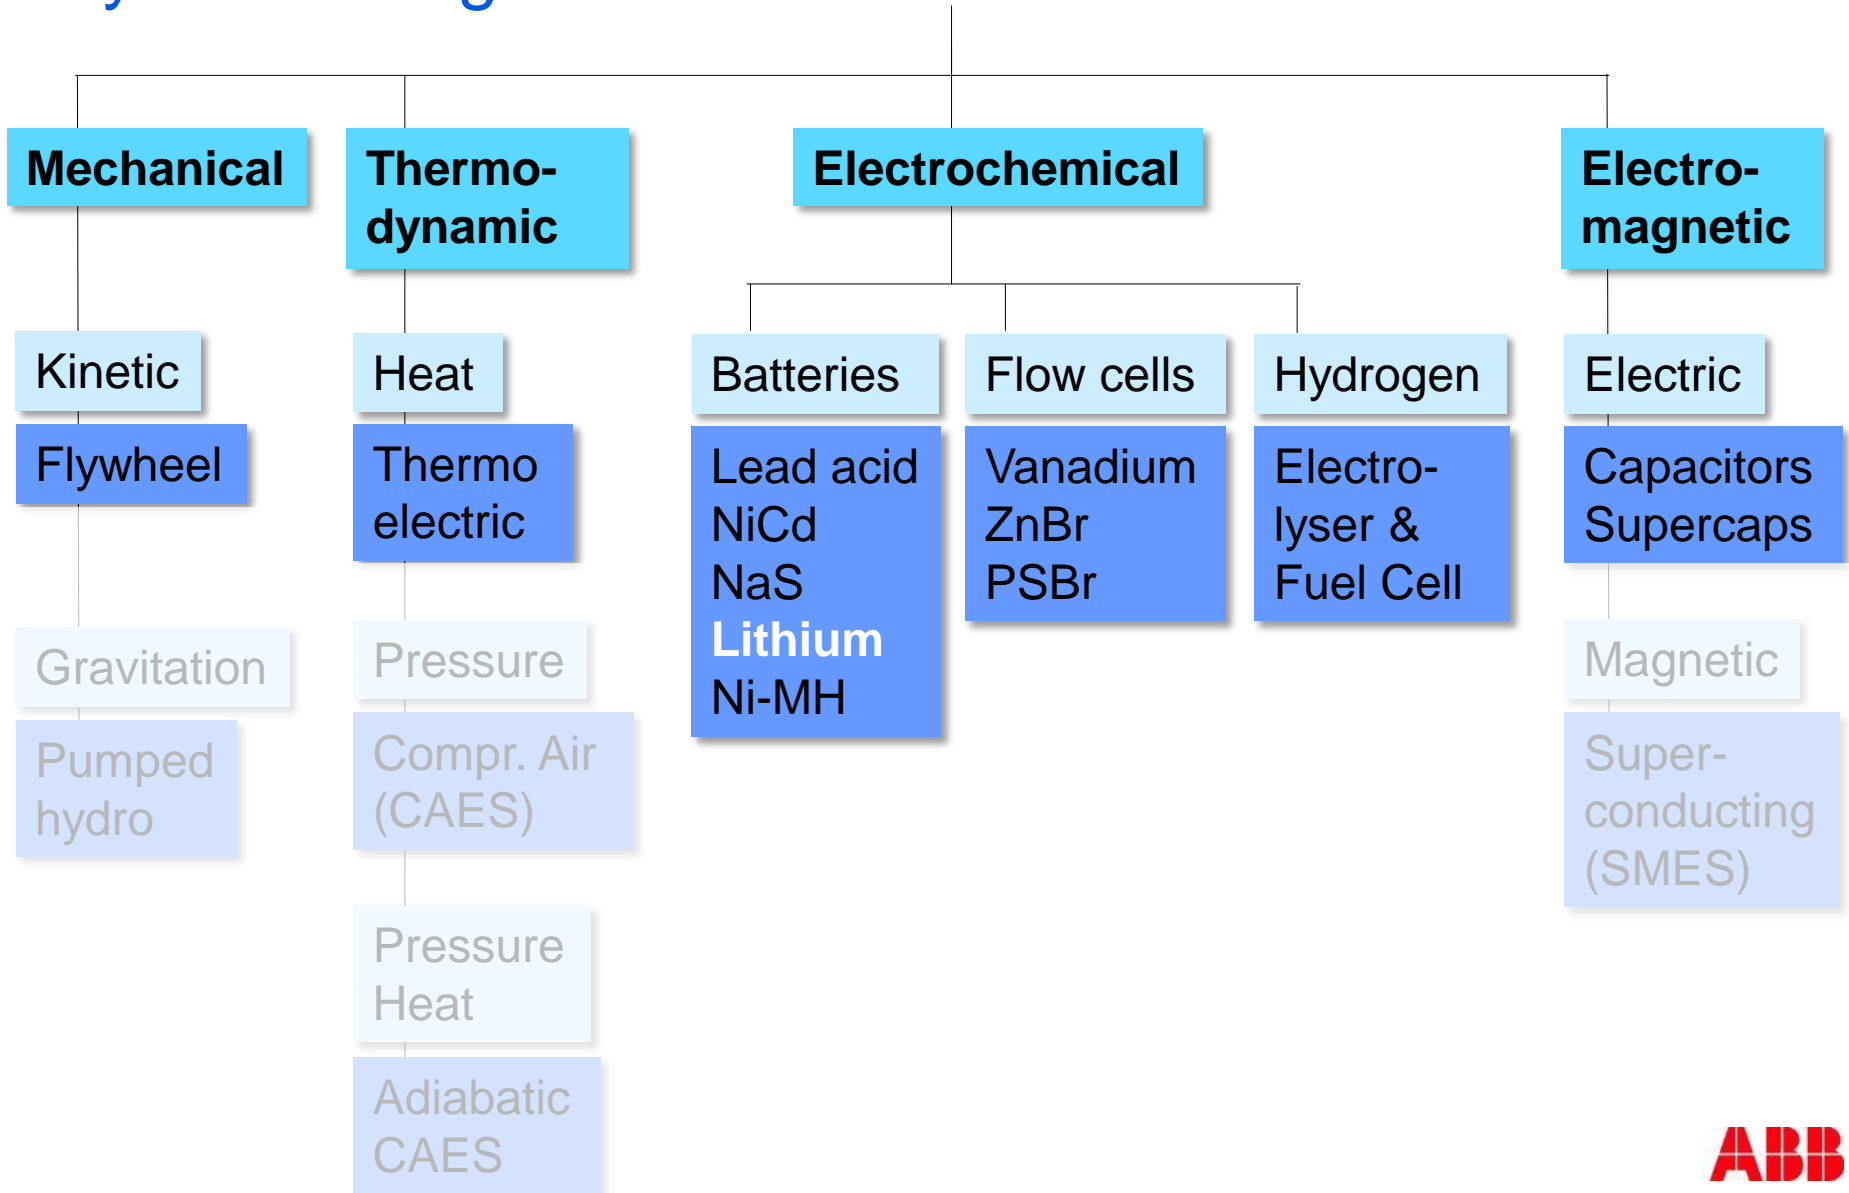 Mechanical
Thermo-
dynamic
Electrochemical
Electro-
magnetic
Kinetic
Flywheel
Gravitation
Pumped
hydro
Heat
Thermo
electric
Pressure
Compr. Air
(CAES)
Pressure
Heat
Adiabatic
CAES
Batteries
Lead acid
NiCd
NaS
Lithium
Ni-MH
Flow cells
Vanadium
ZnBr
PSBr
Hydrogen
Electro-
lyser &
Fuel Cell
Electric
Capacitors
Supercaps
Magnetic
Super-
conducting
(SMES)
ABB